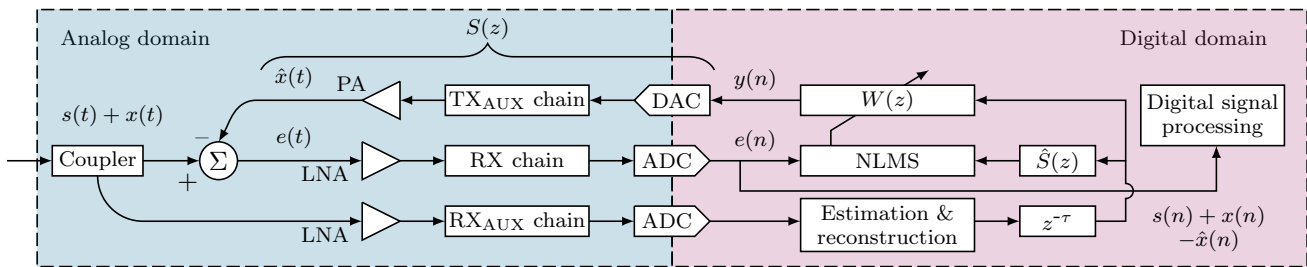 S(z)
Analog domain
Digital domain
x̂(t)
PA
TX_AUX chain
DAC
y(n)
W(z)
Digital signal
processing
s(t) + x(t)
−
e(t)
e(n)
Coupler
Σ
+
LNA
RX chain
ADC
NLMS
Ŝ(z)
LNA
RX_AUX chain
ADC
Estimation &
reconstruction
z^-τ
s(n) + x(n)
−x̂(n)